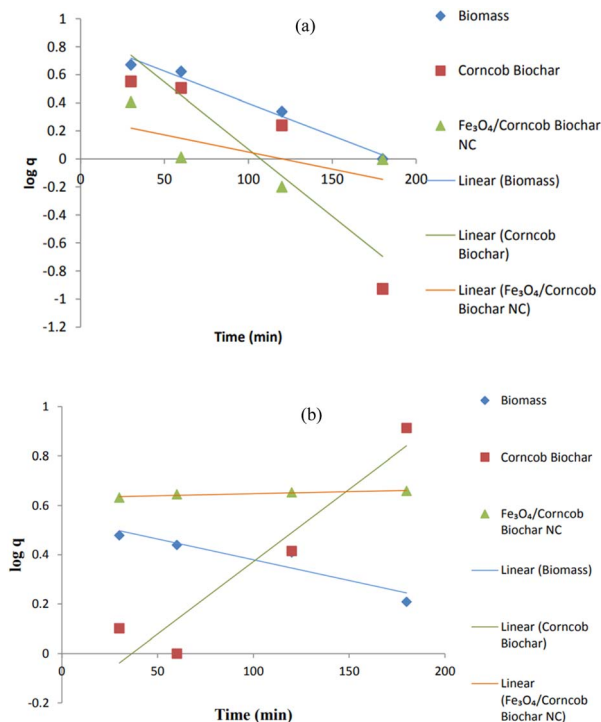 (a)
1
0.8
0.6
0.4
0.2
0
-0.2
-0.4
-0.6
-0.8
-1
-1.2
0
50
100
150
200
log q
Time (min)
Biomass
Corncob Biochar
Fe₃O₄/Corncob Biochar
NC
Linear (Biomass)
Linear (Corncob
Biochar)
Linear (Fe₃O₄/Corncob
Biochar NC)
(b)
1
0.8
0.6
0.4
0.2
0
-0.2
0
50
100
150
200
log q
Time (min)
Biomass
Corncob Biochar
Fe₃O₄/Corncob
Biochar NC
Linear (Biomass)
Linear (Corncob
Biochar)
Linear
(Fe₃O₄/Corncob
Biochar NC)